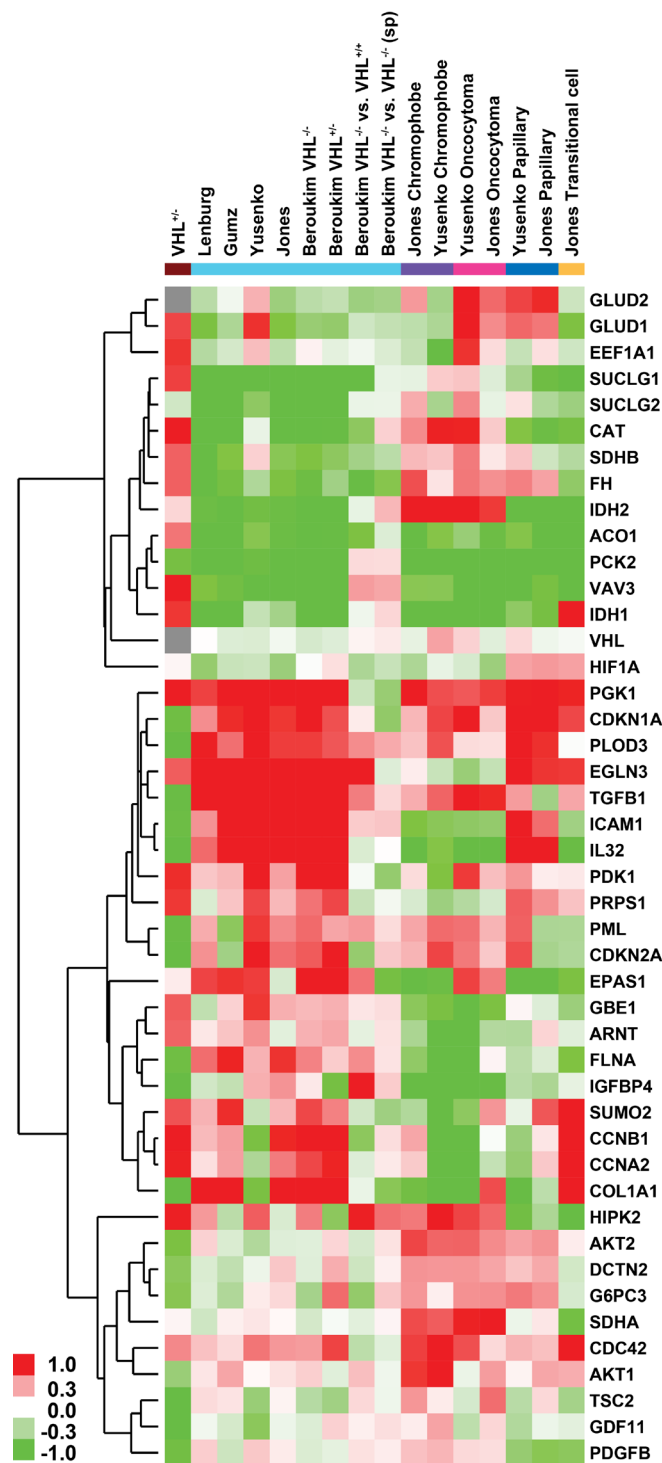 VHL+/-
Lenburg
Gumz
Yusenko
Jones
Beroukim VHL-/-
Beroukim VHL+/-
Beroukim VHL-/- vs. VHL+/+
Beroukim VHL-/- vs. VHL-/- (sp)
Jones Chromophobe
Yusenko Chromophobe
Yusenko Oncocytoma
Jones Oncocytoma
Yusenko Papillary
Jones Papillary
Jones Transitional cell
GLUD2
GLUD1
EEF1A1
SUCLG1
SUCLG2
CAT
SDHB
FH
IDH2
ACO1
PCK2
VAV3
IDH1
VHL
HIF1A
PGK1
CDKN1A
PLOD3
EGLN3
TGFB1
ICAM1
IL32
PDK1
PRPS1
PML
CDKN2A
EPAS1
GBE1
ARNT
FLNA
IGFBP4
SUMO2
CCNB1
CCNA2
COL1A1
HIPK2
AKT2
DCTN2
G6PC3
SDHA
CDC42
AKT1
TSC2
GDF11
PDGFB
1.0
0.3
0.0
-0.3
-1.0